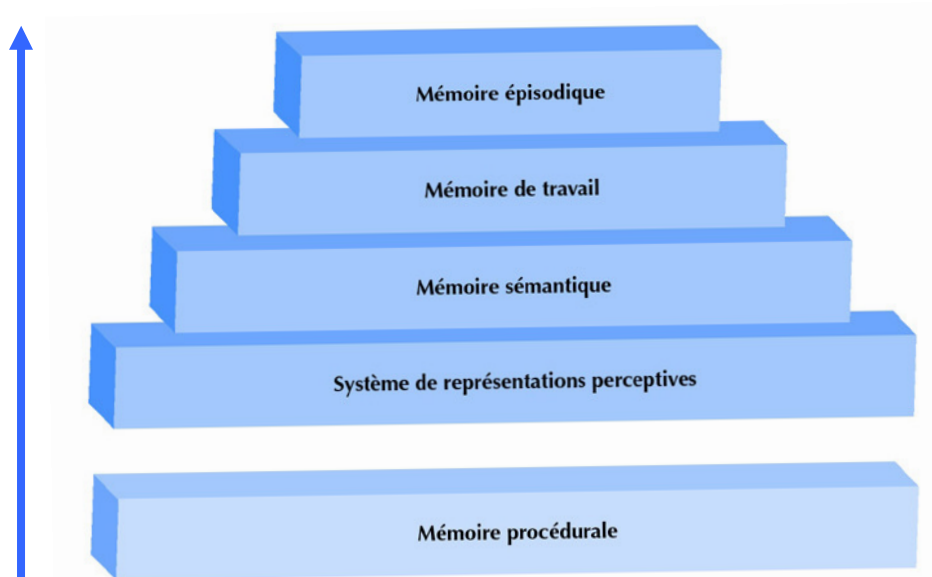 Mémoire épisodique
Mémoire de travail
Mémoire sémantique
Système de représentations perceptives
Mémoire procédurale